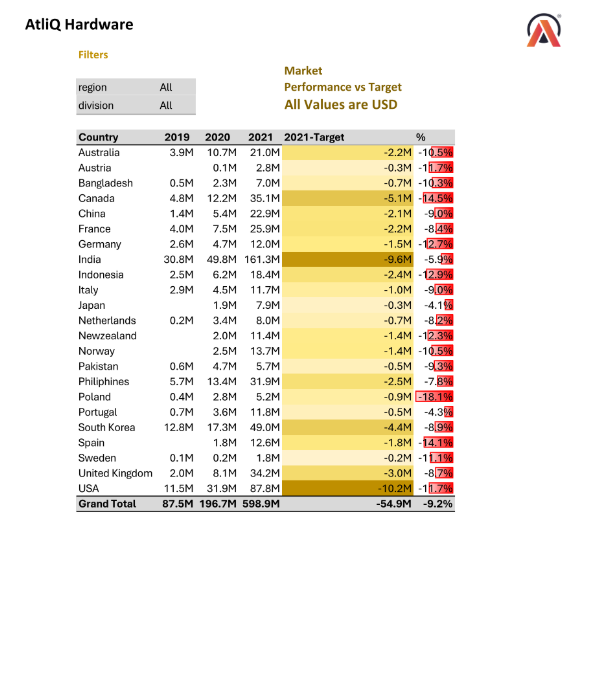 AtliQ Hardware
Filters
region All
division All
Market
Performance vs Target
All Values are USD
Country 2019 2020 2021 2021-Target %
Australia 3.9M 10.7M 21.0M -2.2M -10.5%
Austria 0.1M 2.8M -0.3M -11.7%
Bangladesh 0.5M 2.3M 7.0M -0.7M -10.3%
Canada 4.8M 12.2M 35.1M -5.1M -14.5%
China 1.4M 5.4M 22.9M -2.1M -9.0%
France 4.0M 7.5M 25.9M -2.2M -8.4%
Germany 2.6M 4.7M 12.0M -1.5M -12.7%
India 30.8M 49.8M 161.3M -9.6M -5.9%
Indonesia 2.5M 6.2M 18.4M -2.4M -12.9%
Italy 2.9M 4.5M 11.7M -1.0M -9.0%
Japan 1.9M 7.9M -0.3M -4.1%
Netherlands 0.2M 3.4M 8.0M -0.7M -8.2%
Newzealand 2.0M 11.4M -1.4M -12.3%
Norway 2.5M 13.7M -1.4M -10.5%
Pakistan 0.6M 4.7M 5.7M -0.5M -9.3%
Philiphines 5.7M 13.4M 31.9M -2.5M -7.8%
Poland 0.4M 2.8M 5.2M -0.9M -18.1%
Portugal 0.7M 3.6M 11.8M -0.5M -4.3%
South Korea 12.8M 17.3M 49.0M -4.4M -8.9%
Spain 1.8M 12.6M -1.8M -14.1%
Sweden 0.1M 0.2M 1.8M -0.2M -11.1%
United Kingdom 2.0M 8.1M 34.2M -3.0M -8.7%
USA 11.5M 31.9M 87.8M -10.2M -11.7%
Grand Total 87.5M 196.7M 598.9M -54.9M -9.2%